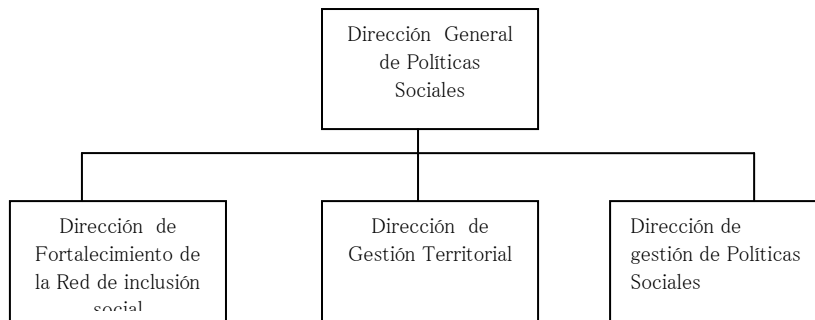 Dirección General
de Políticas
Sociales
Dirección de
Fortalecimiento de
la Red de inclusión
social
Dirección de
Gestión Territorial
Dirección de
gestión de Políticas
Sociales